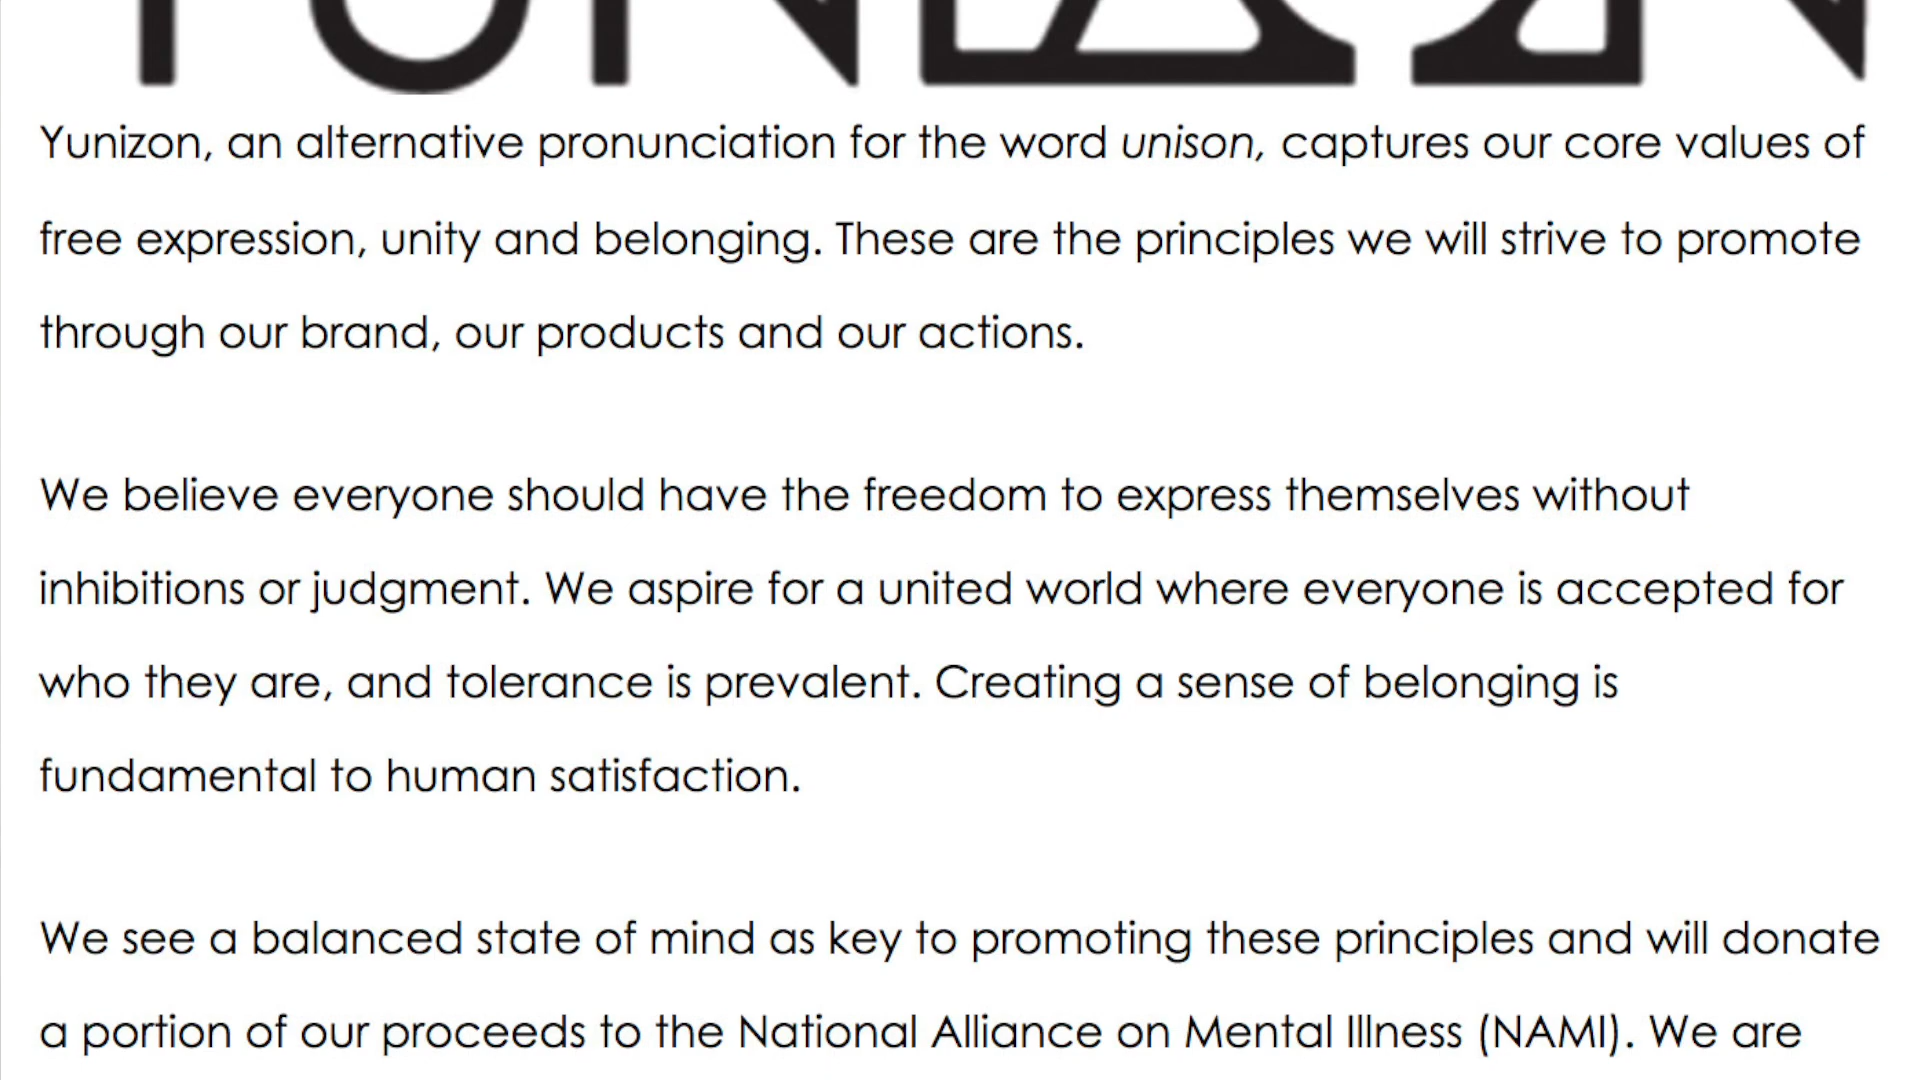 Yunizon, an alternative pronunciation for the word unison, captures our core values of
free expression, unity and belonging. These are the principles we will strive to promote
through our brand, our products and our actions.
We believe everyone should have the freedom to express themselves without
inhibitions or judgment. We aspire for a united world where everyone is accepted for
who they are, and tolerance is prevalent. Creating a sense of belonging is
fundamental to human satisfaction.
We see a balanced state of mind as key to promoting these principles and will donate
a portion of our proceeds to the National Alliance on Mental Illness (NAMI). We are